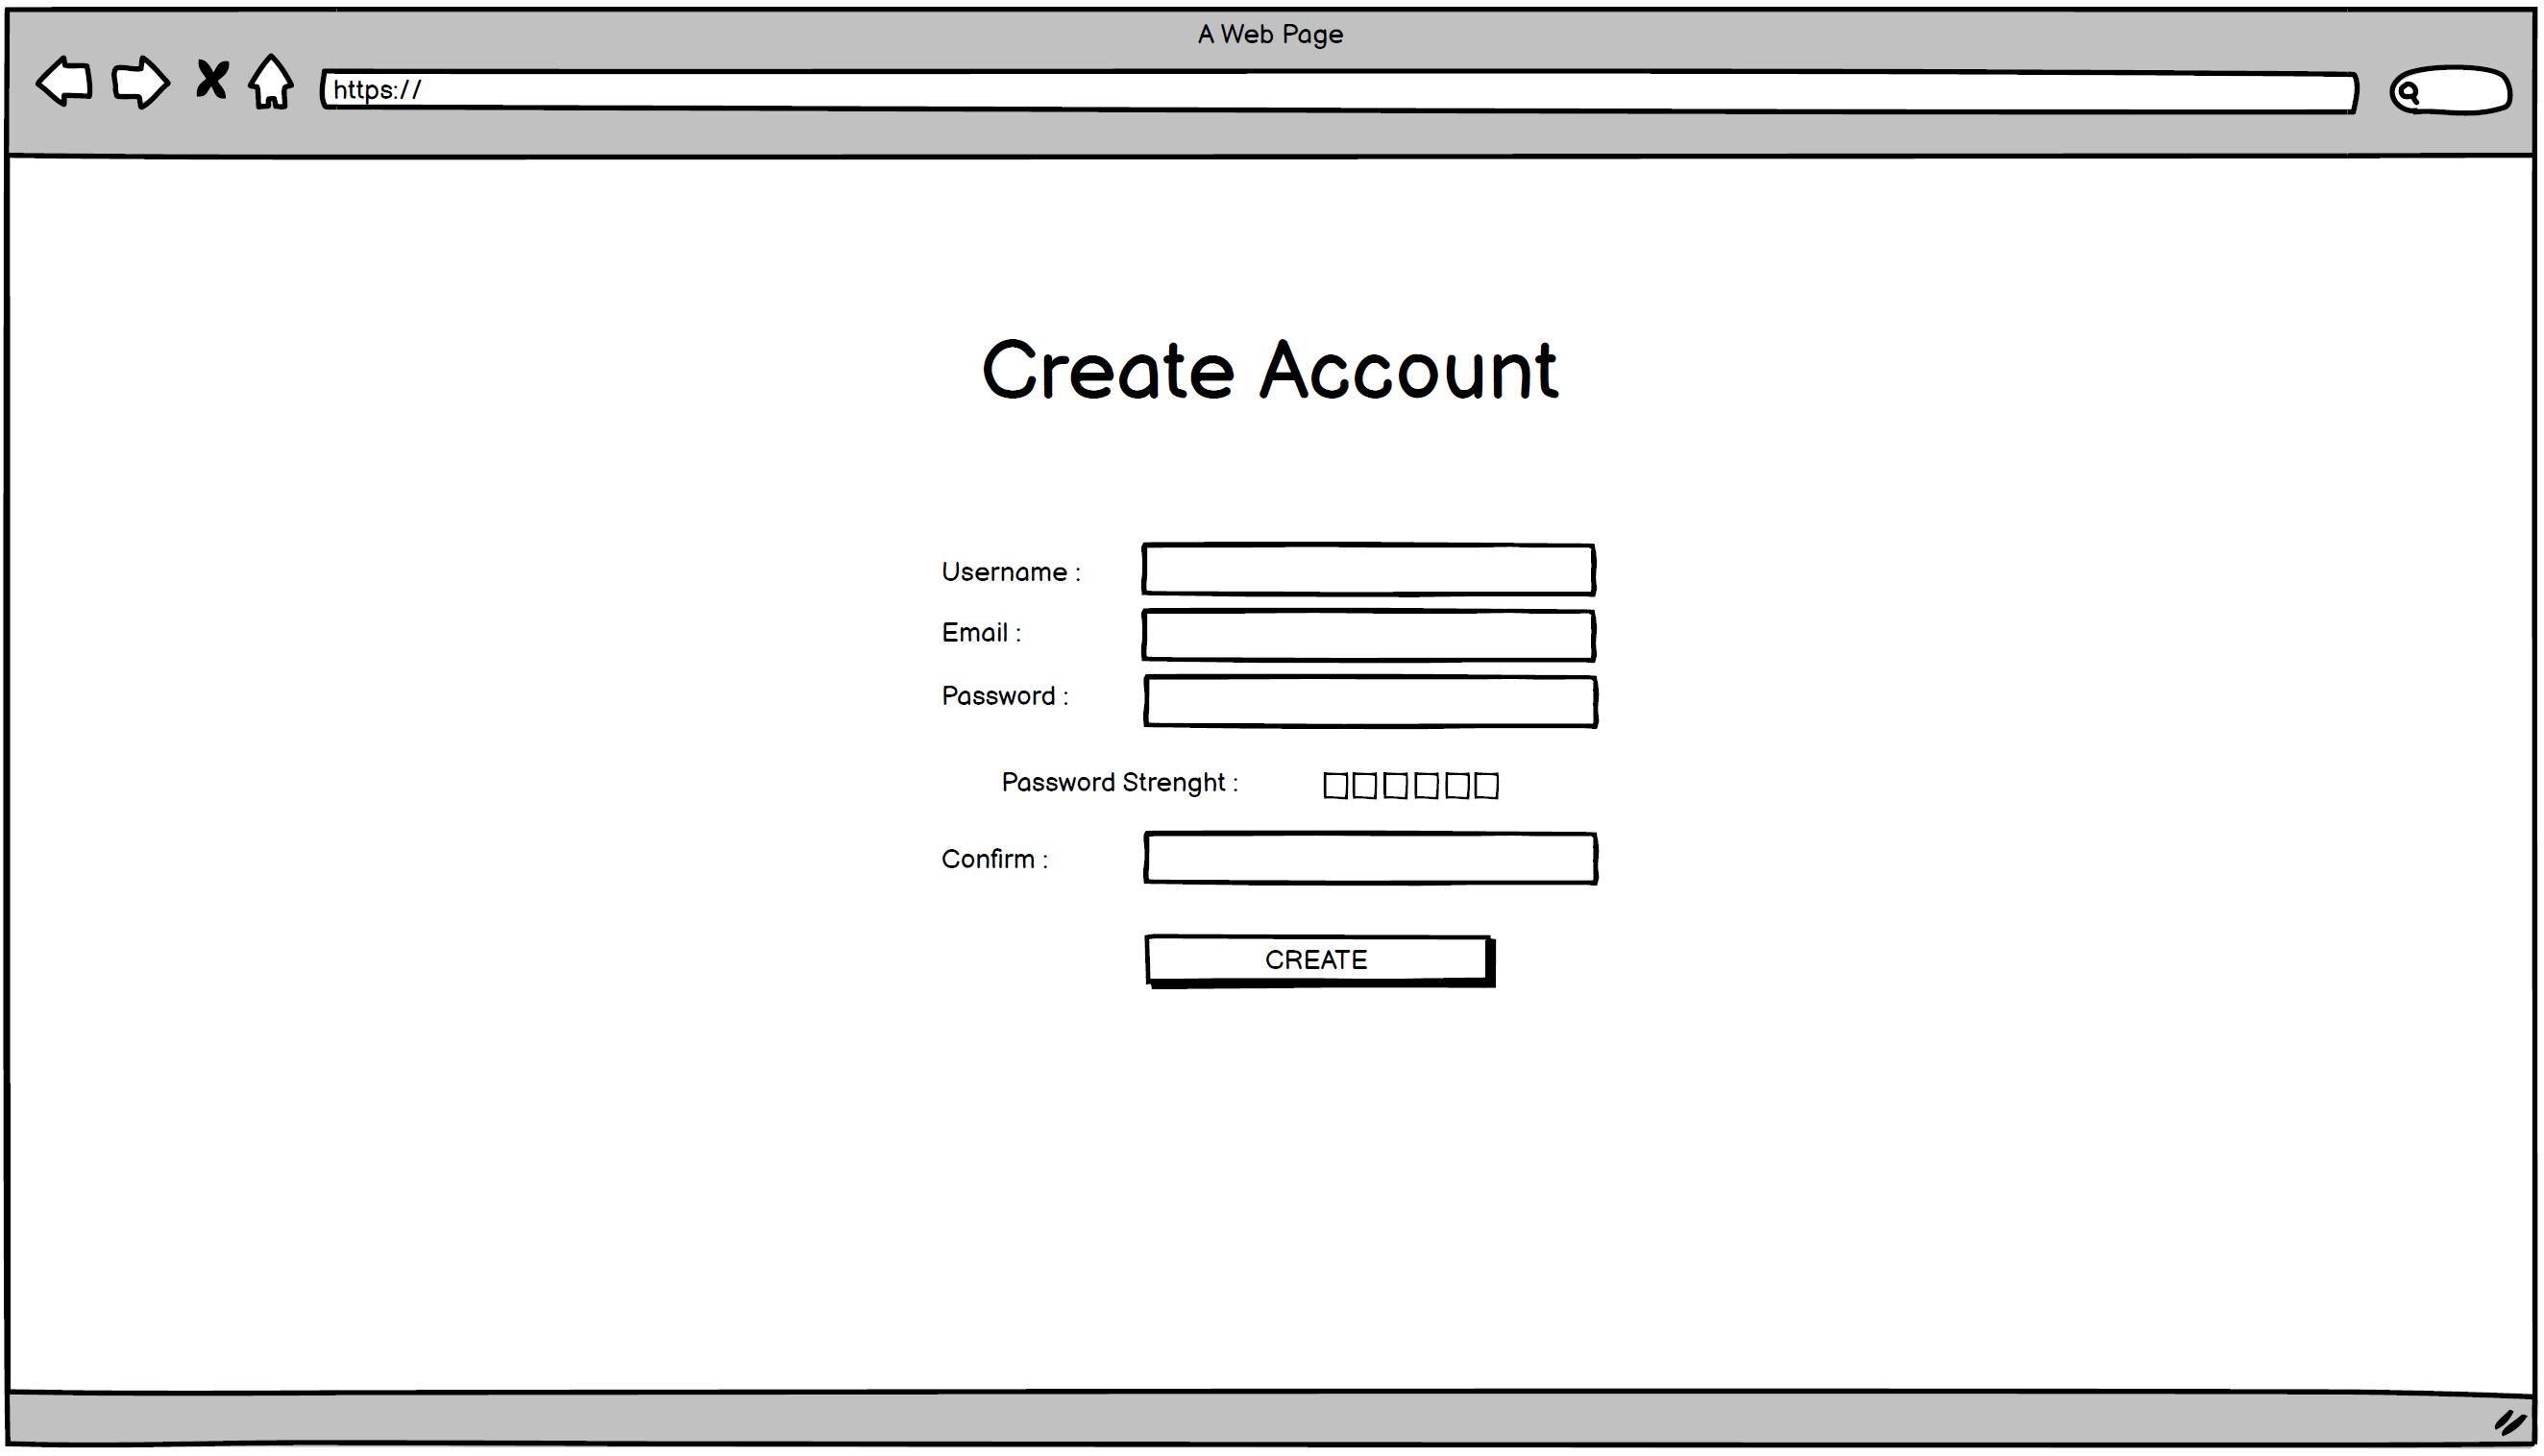 A Web Page
https://
Create Account
Username :
Email :
Password :
Password Strenght :
Confirm :
CREATE